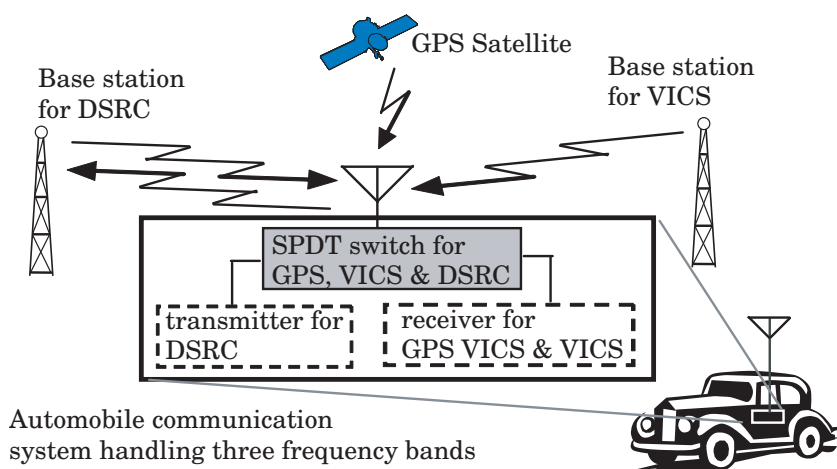 GPS Satellite
Base station
for DSRC
Base station
for VICS
SPDT switch for
GPS, VICS & DSRC
transmitter for
DSRC
receiver for
GPS VICS & VICS
Automobile communication
system handling three frequency bands